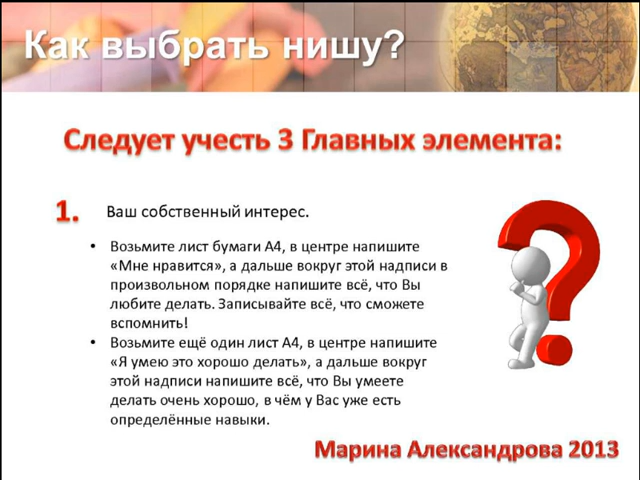 Как выбрать нишу?
Следует учесть 3 Главных элемента:
1. Ваш собственный интерес.
• Возьмите лист бумаги А4, в центре напишите
«Мне нравится», а дальше вокруг этой надписи в
произвольном порядке напишите всё, что Вы
любите делать. Записывайте всё, что сможете
вспомнить!
• Возьмите ещё один лист А4, в центре напишите
«Я умею это хорошо делать», а дальше вокруг
этой надписи напишите всё, что Вы умеете
делать очень хорошо, в чём у Вас уже есть
определённые навыки.
Марина Александрова 2013